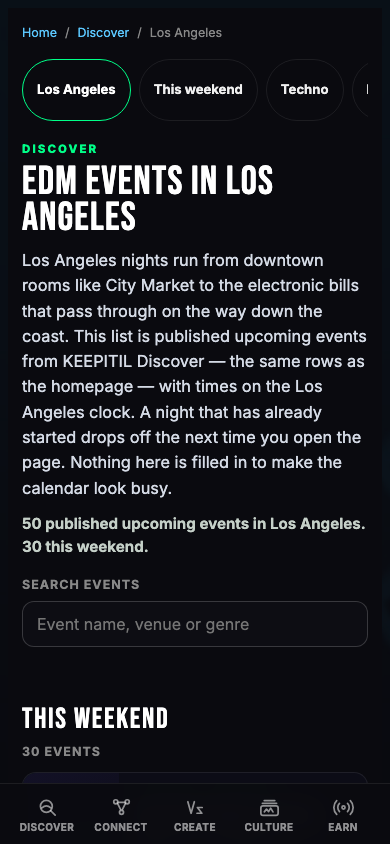 Home / Discover / Los Angeles
Los Angeles
This weekend
Techno
DISCOVER
EDM EVENTS IN LOS
ANGELES
Los Angeles nights run from downtown
rooms like City Market to the electronic bills
that pass through on the way down the
coast. This list is published upcoming events
from KEEPITIL Discover — the same rows as
the homepage — with times on the Los
Angeles clock. A night that has already
started drops off the next time you open the
page. Nothing here is filled in to make the
calendar look busy.
50 published upcoming events in Los Angeles.
30 this weekend.
SEARCH EVENTS
Event name, venue or genre
THIS WEEKEND
30 EVENTS
DISCOVER
CONNECT
CREATE
CULTURE
EARN